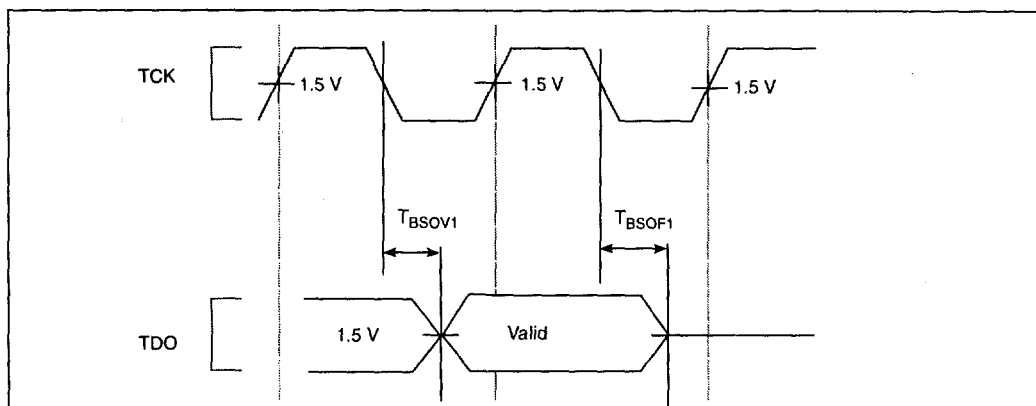 TCK
1.5 V
1.5 V
1.5 V
TBSOV1
TBSOF1
TDO
1.5 V
Valid